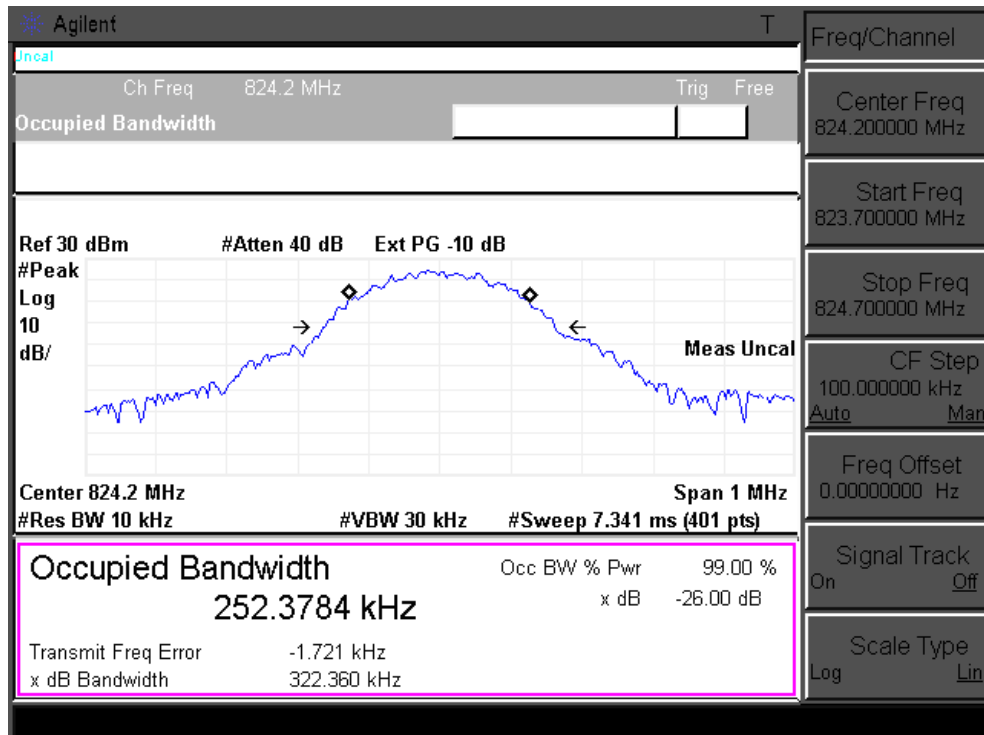 Agilent T
Uncal
Ch Freq 824.2 MHz Trig Free
Occupied Bandwidth
Ref 30 dBm #Atten 40 dB Ext PG -10 dB
#Peak
Log
10
dB/
Meas Uncal
Center 824.2 MHz Span 1 MHz
#Res BW 10 kHz #VBW 30 kHz #Sweep 7.341 ms (401 pts)
Occupied Bandwidth Occ BW % Pwr 99.00 %
252.3784 kHz x dB -26.00 dB
Transmit Freq Error -1.721 kHz
x dB Bandwidth 322.360 kHz
Freq/Channel
Center Freq
824.200000 MHz
Start Freq
823.700000 MHz
Stop Freq
824.700000 MHz
CF Step
100.000000 kHz
Auto Man
Freq Offset
0.00000000 Hz
Signal Track
On Off
Scale Type
Log Lin